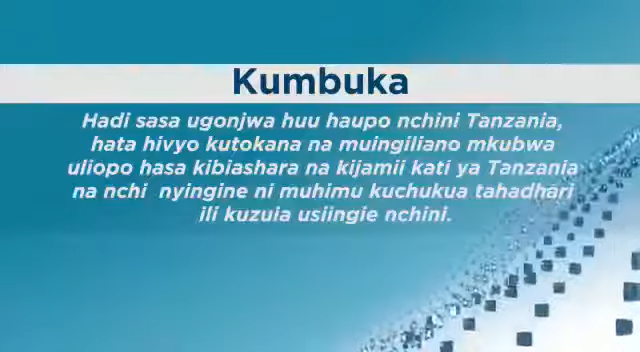 Kumbuka
Hadi sasa ugonjwa huu haupo nchini Tanzania,
hata hivyo kutokana na muingiliano mkubwa
uliopo hasa kibiashara na kijamii kati ya Tanzania
na nchi nyingine ni muhimu kuchukua tahadhari
ili kuzuia usiingie nchini.